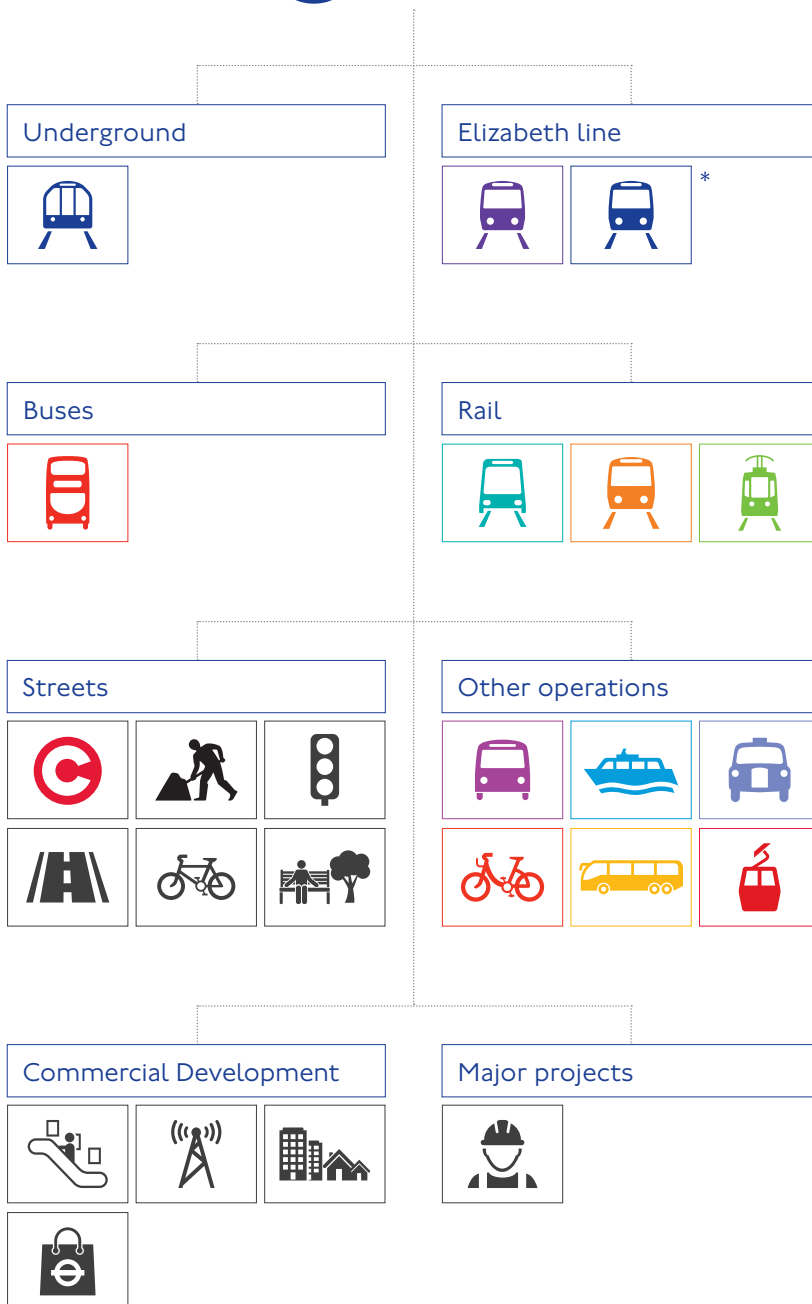 Underground
Elizabeth line
*
Buses
Rail
Streets
Other operations
Commercial Development
Major projects